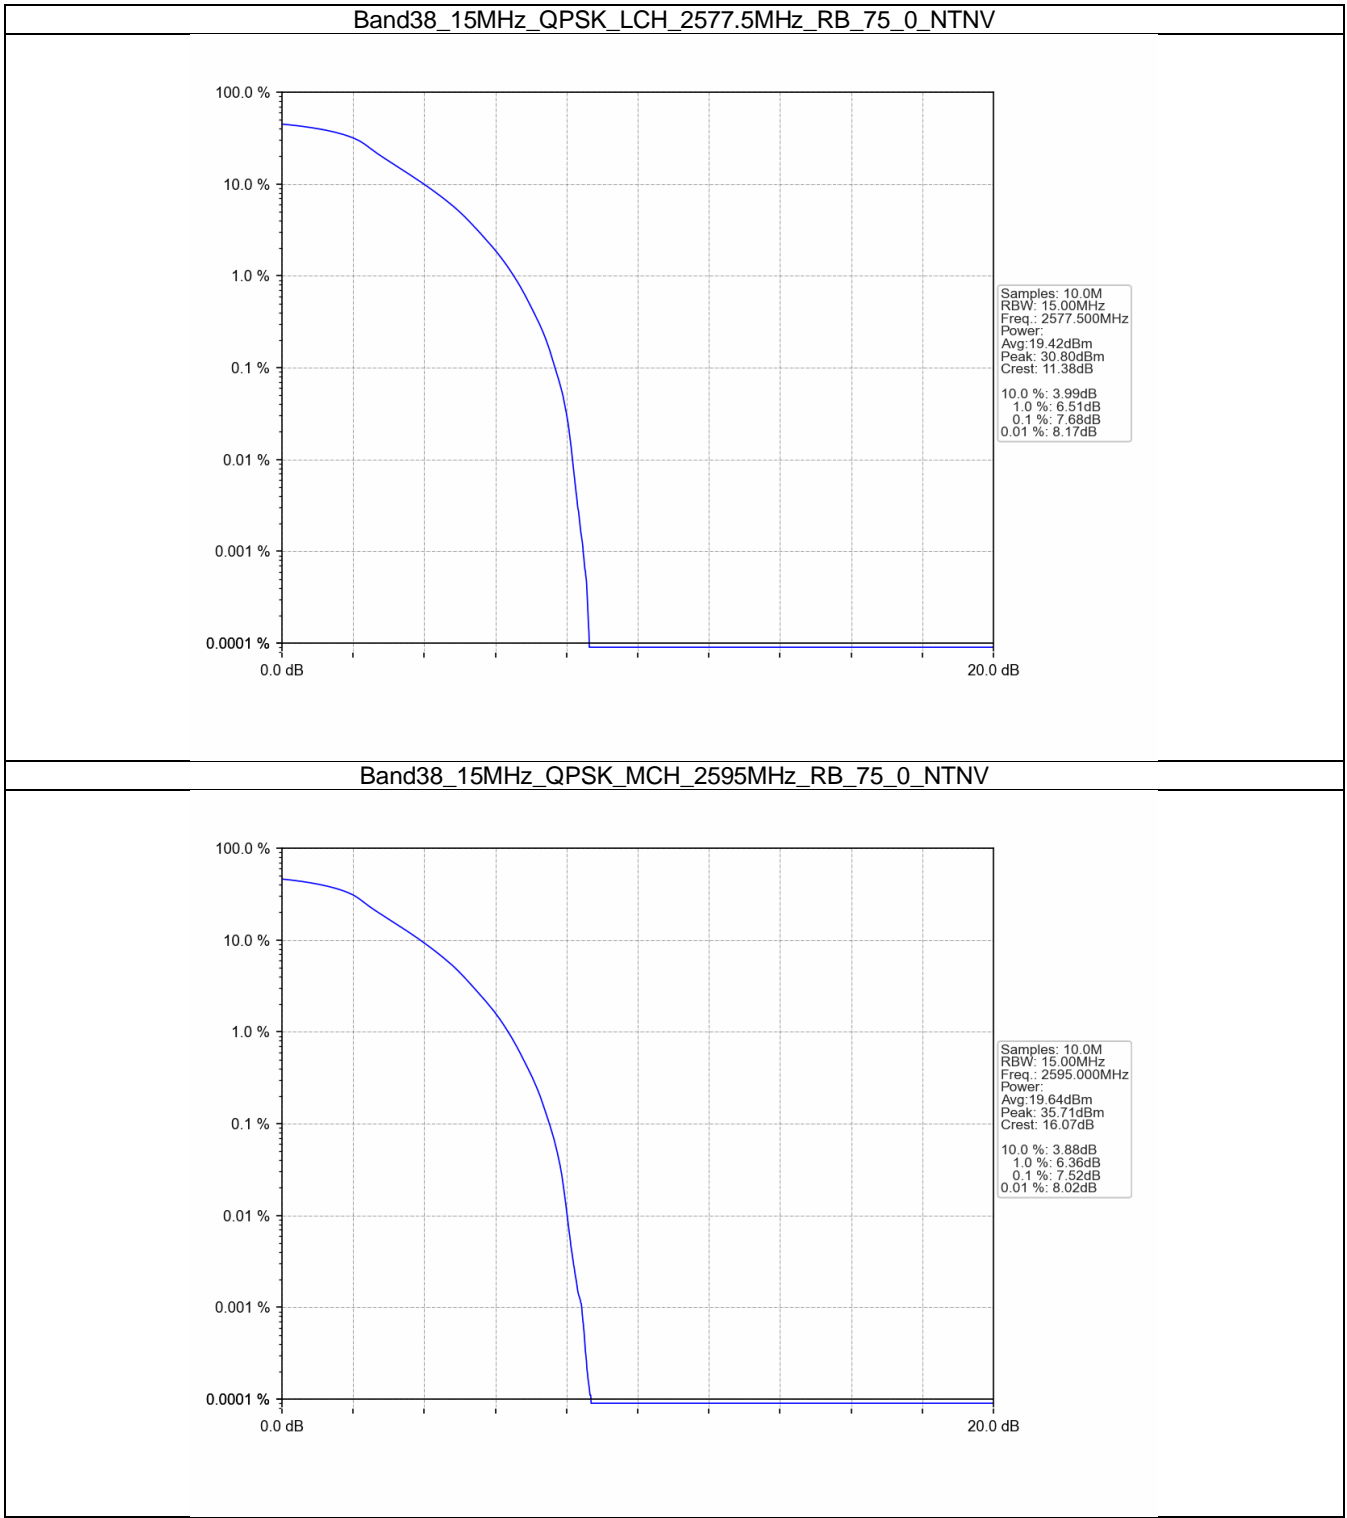 Band38_15MHz_QPSK_LCH_2577.5MHz_RB_75_0_NTNV
100.0 %
10.0 %
1.0 %
0.1 %
0.01 %
0.001 %
0.0001 %
0.0 dB
20.0 dB
Samples: 10.0M
RBW: 15.00MHz
Freq.: 2577.500MHz
Power:
Avg:19.42dBm
Peak: 30.80dBm
Crest: 11.38dB
10.0 %: 3.99dB
1.0 %: 6.51dB
0.1 %: 7.68dB
0.01 %: 8.17dB
Band38_15MHz_QPSK_MCH_2595MHz_RB_75_0_NTNV
100.0 %
10.0 %
1.0 %
0.1 %
0.01 %
0.001 %
0.0001 %
0.0 dB
20.0 dB
Samples: 10.0M
RBW: 15.00MHz
Freq.: 2595.000MHz
Power:
Avg:19.64dBm
Peak: 35.71dBm
Crest: 16.07dB
10.0 %: 3.88dB
1.0 %: 6.36dB
0.1 %: 7.52dB
0.01 %: 8.02dB